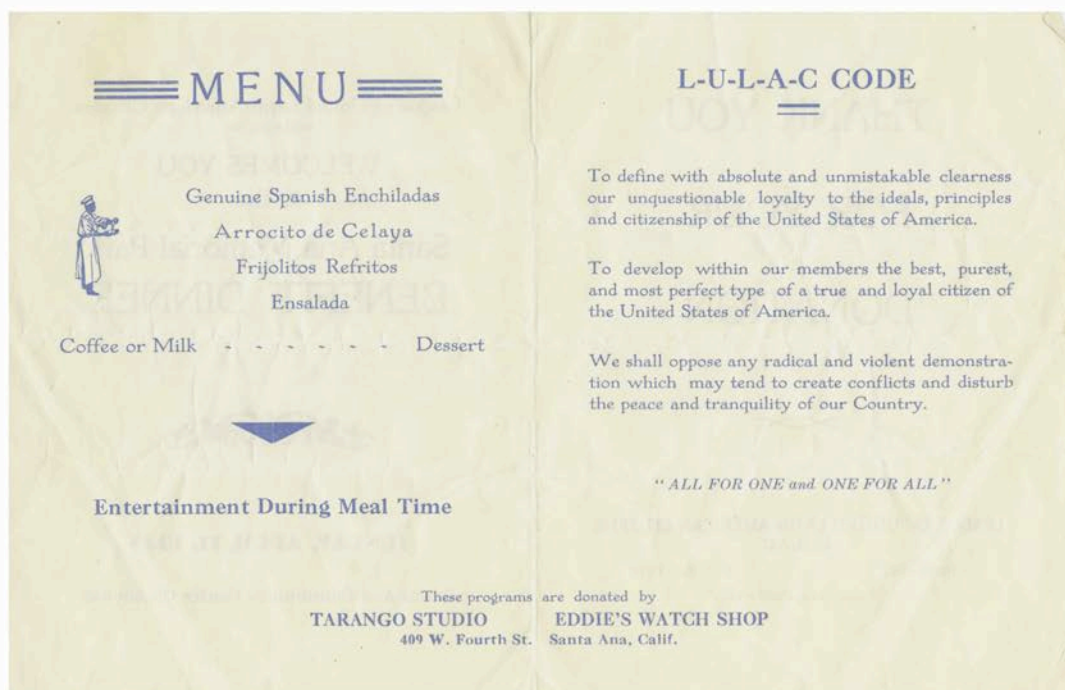 MENU
Genuine Spanish Enchiladas
Arrocito de Celaya
Frijolitos Refritos
Ensalada
Coffee or Milk - - - - - - Dessert
Entertainment During Meal Time
L-U-L-A-C CODE
To define with absolute and unmistakable clearness
our unquestionable loyalty to the ideals, principles
and citizenship of the United States of America.
To develop within our members the best, purest,
and most perfect type of a true and loyal citizen of
the United States of America.
We shall oppose any radical and violent demonstra-
tion which may tend to create conflicts and disturb
the peace and tranquility of our Country.
"ALL FOR ONE and ONE FOR ALL"
These programs are donated by
TARANGO STUDIO EDDIE'S WATCH SHOP
409 W. Fourth St. Santa Ana, Calif.